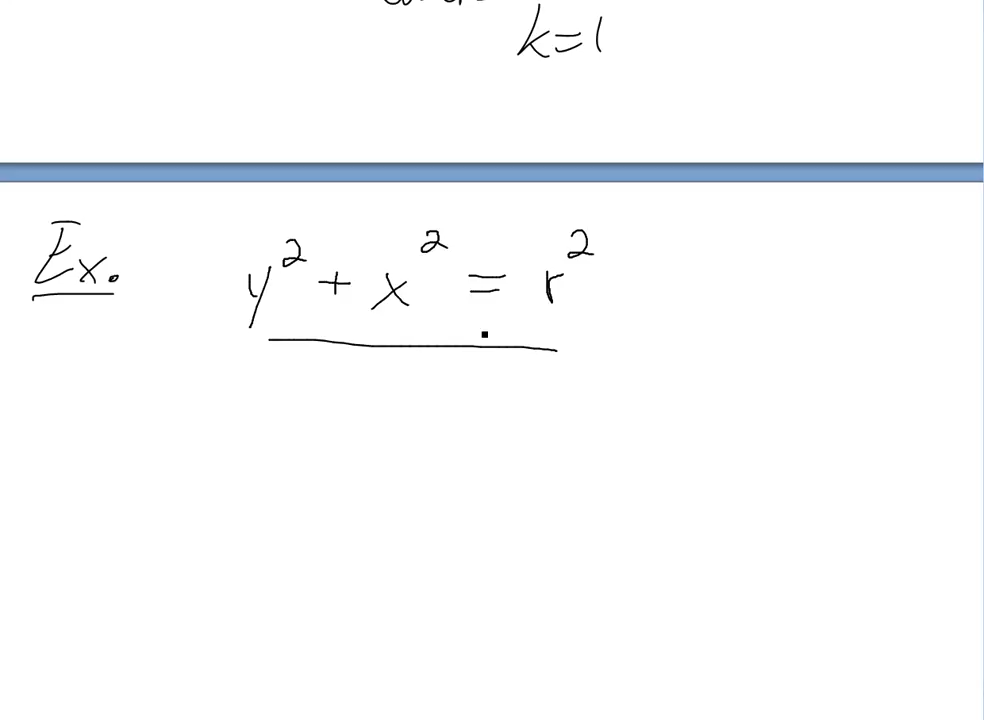 k=1
Ex. y² + x² = r²